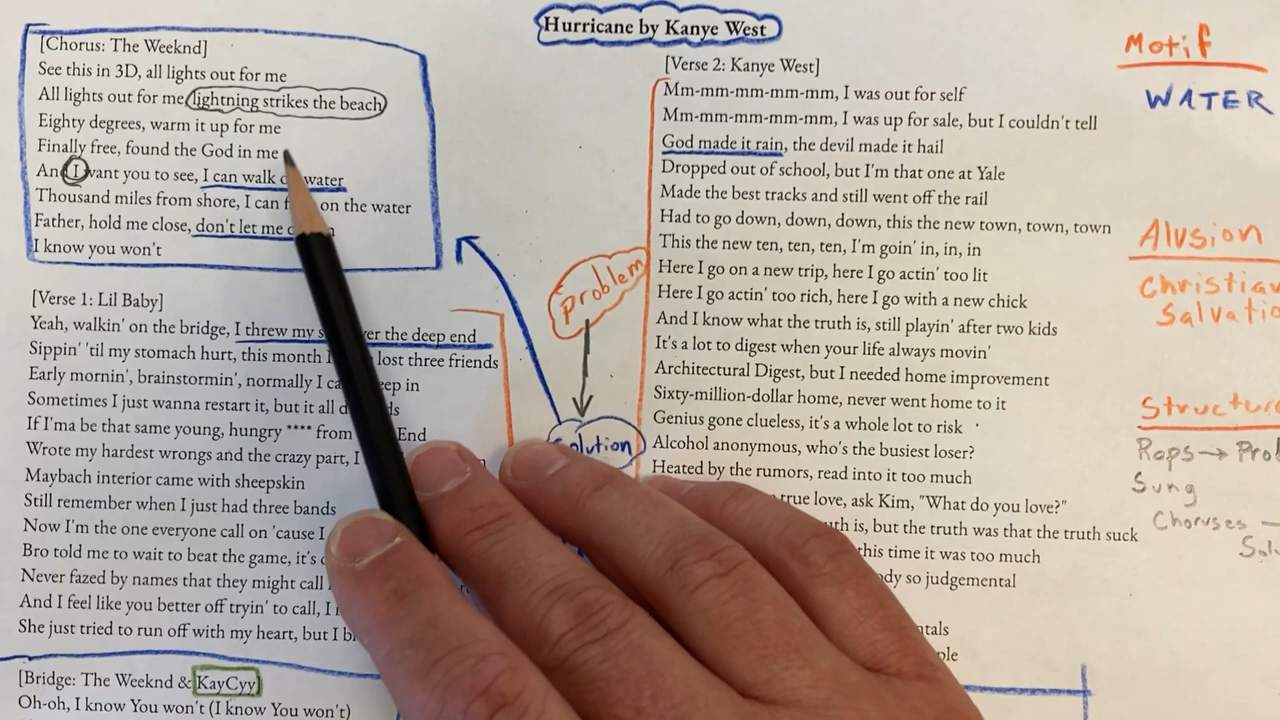 Hurricane by Kanye West
[Chorus: The Weeknd]
See this in 3D, all lights out for me
All lights out for me, lightning strikes the beach
Eighty degrees, warm it up for me
Finally free, found the God in me
And I want you to see, I can walk water
Thousand miles from shore, I can on the water
Father, hold me close, don't let me
I know you won't
[Verse 1: Lil Baby]
Yeah, walkin' on the bridge, I threw my the deep end
Sippin' 'til my stomach hurt, this month I lost three friends
Early mornin', brainstormin', normally I
Sometimes I just wanna restart it, but it all
If I'ma be that same young, hungry **** from End
Wrote my hardest wrongs and the crazy part, I
Maybach interior came with sheepskin
Still remember when I just had three bands
Now I'm the one everyone call on 'cause I
Bro told me to wait to beat the game, it's
Never fazed by names that they might call
And I feel like you better off tryin' to call, I
She just tried to run off with my heart, but I
[Bridge: The Weeknd & KayCyy]
Oh-oh, I know You won't (I know You won't)
problem
Solution
[Verse 2: Kanye West]
Mm-mm-mm-mm-mm, I was out for self
Mm-mm-mm-mm-mm, I was up for sale, but I couldn't tell
God made it rain, the devil made it hail
Dropped out of school, but I'm that one at Yale
Made the best tracks and still went off the rail
Had to go down, down, down, this the new town, town, town
This the new ten, ten, ten, I'm goin' in, in, in
Here I go on a new trip, here I go actin' too lit
Here I go actin' too rich, here I go with a new chick
And I know what the truth is, still playin' after two kids
It's a lot to digest when your life always movin'
Architectural Digest, but I needed home improvement
Sixty-million-dollar home, never went home to it
Genius gone clueless, it's a whole lot to risk
Alcohol anonymous, who's the busiest loser?
Heated by the rumors, read into it too much
true love, ask Kim, "What do you love?"
is, but the truth was that the truth suck
this time it was too much
so judgemental
Motif
WATER
Alusion
Christian
Salvatio
Structure
Raps → Prob
Sung
Choruses →